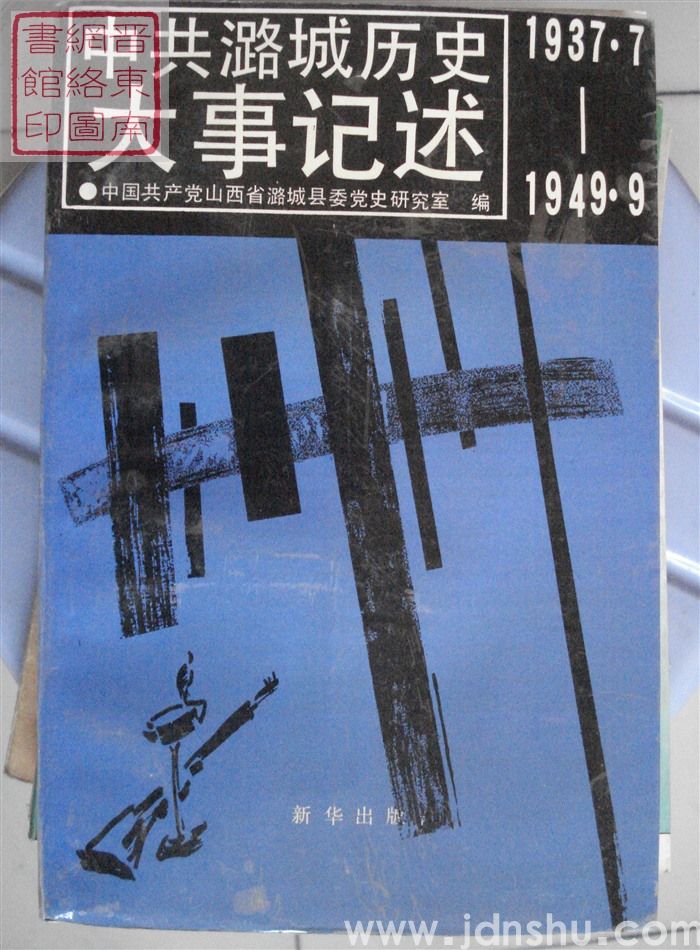 中共潞城历史
大事记述
●中国共产党山西省潞城县委党史研究室 编
1937·7
—
1949·9
新华出版
晋東南
網絡圖
書館印
www.jdnshu.com